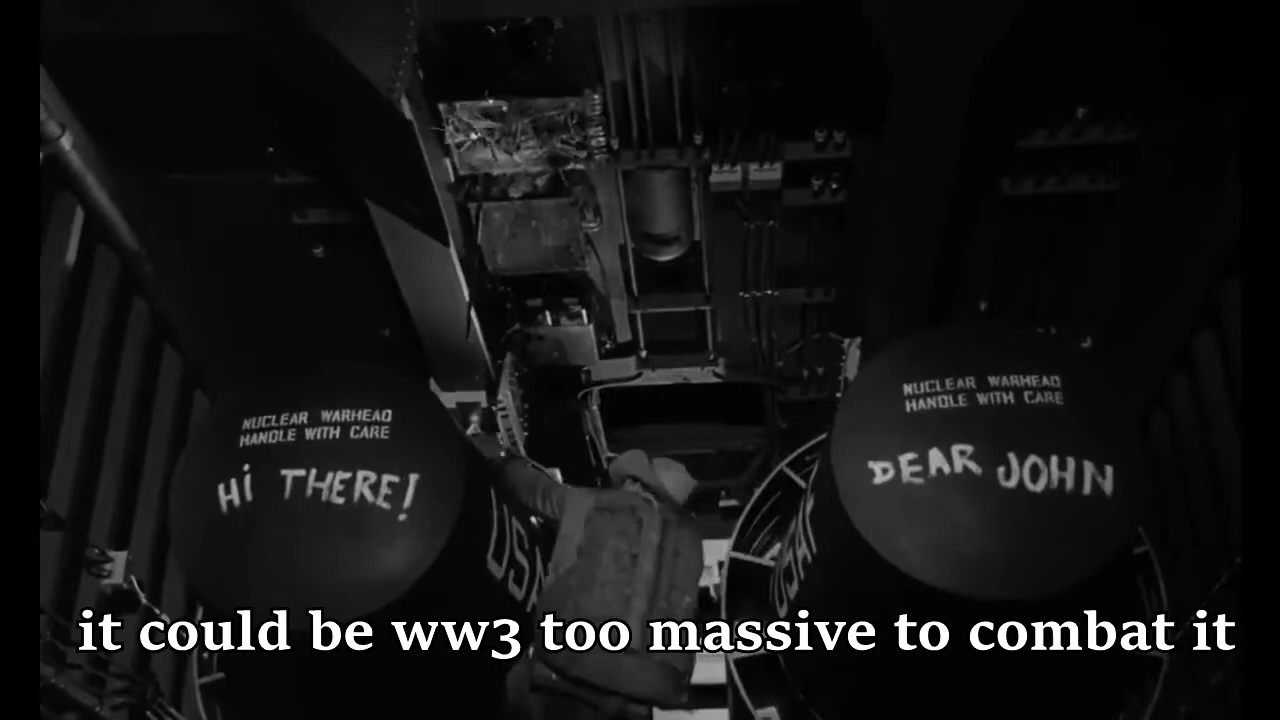 NUCLEAR WARHEAD
HANDLE WITH CARE
Hi THERE!
NUCLEAR WARHEAD
HANDLE WITH CARE
DEAR JOHN
USAF
it could be ww3 too massive to combat it